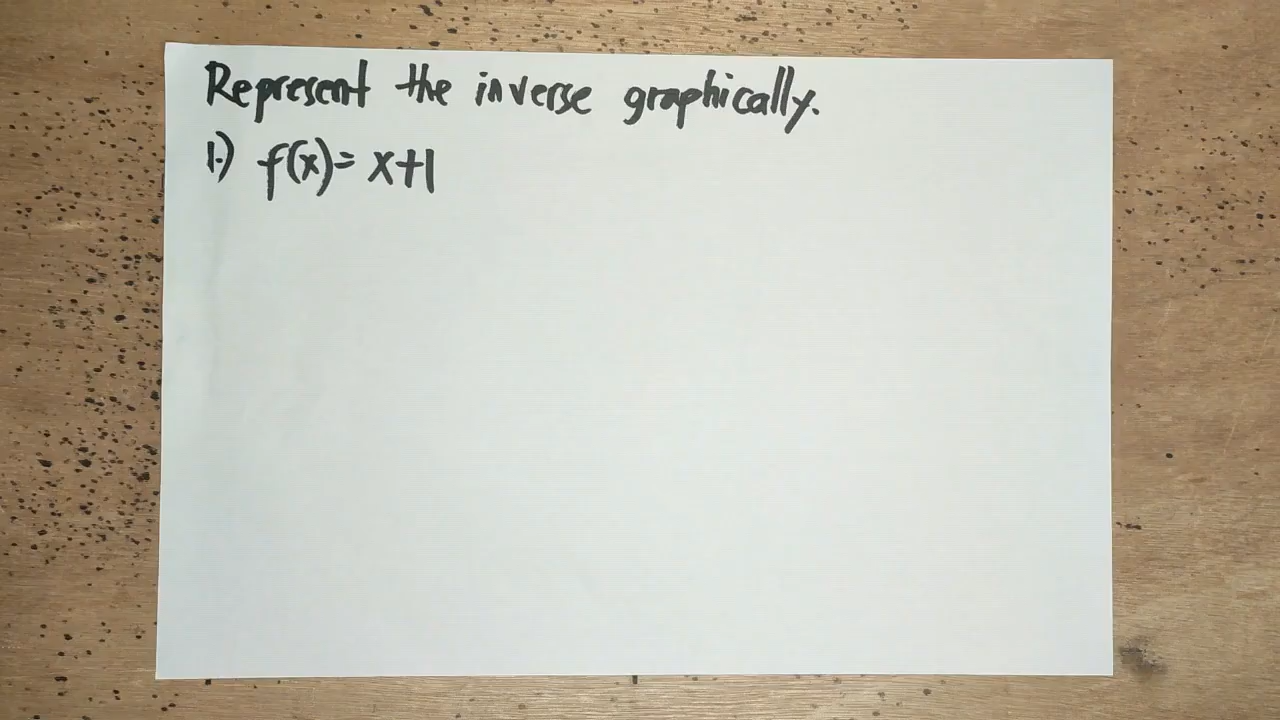 Represent the inverse graphically.
1.) f(x)= x+1